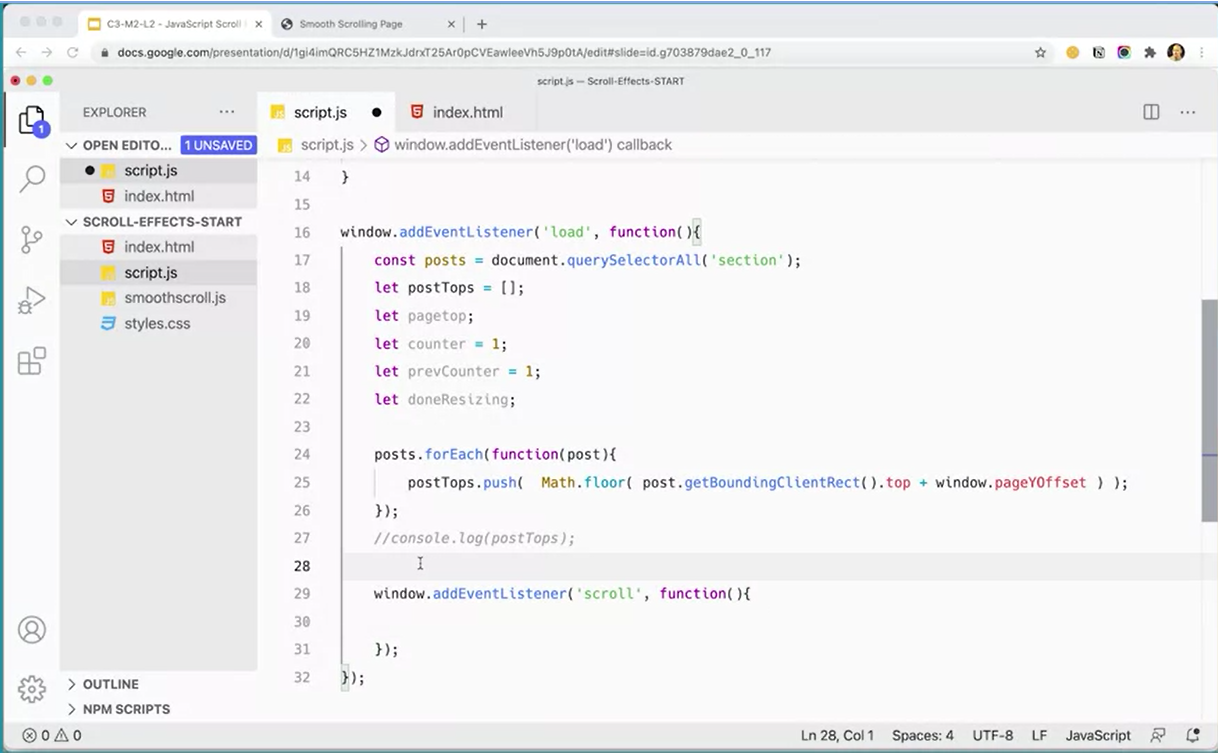 C3-M2-L2 - JavaScript Scroll
Smooth Scrolling Page
docs.google.com/presentation/d/1gi4imQRC5HZ1MzkJdrxT25Ar0pCVEawleeVh5J9p0tA/edit#slide=id.g703879dae2_0_117
script.js — Scroll-Effects-START
EXPLORER
script.js
index.html
1
OPEN EDITO...
1 UNSAVED
script.js > window.addEventListener('load') callback
script.js
index.html
SCROLL-EFFECTS-START
index.html
script.js
smoothscroll.js
styles.css
OUTLINE
NPM SCRIPTS
14 }
15
16 window.addEventListener('load', function(){
17 const posts = document.querySelectorAll('section');
18 let postTops = [];
19 let pagetop;
20 let counter = 1;
21 let prevCounter = 1;
22 let doneResizing;
23
24 posts.forEach(function(post){
25 postTops.push(  Math.floor( post.getBoundingClientRect().top + window.pageYOffset ) );
26 });
27 //console.log(postTops);
28
29 window.addEventListener('scroll', function(){
30
31 });
32 });
0 0
Ln 28, Col 1 Spaces: 4 UTF-8 LF JavaScript